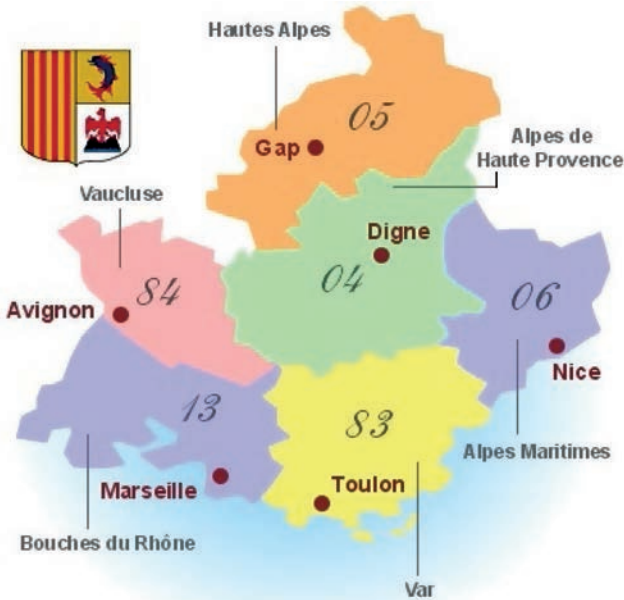 Hautes Alpes
05
Gap
Alpes de
Haute Provence
Vaucluse
Digne
84
04
06
Avignon
Nice
13
83
Alpes Maritimes
Marseille
Toulon
Bouches du Rhône
Var